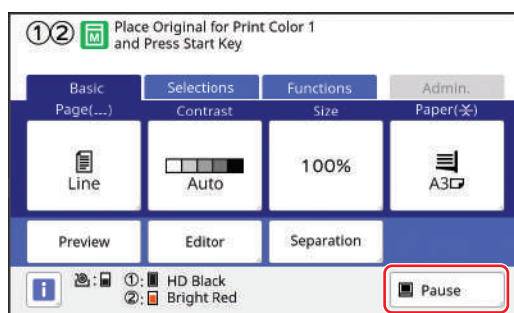 ①② M Place Original for Print Color 1
and Press Start Key
Basic Selections Functions Admin.
Page(...) Contrast Size Paper(⚹)
Line Auto 100% A3
Preview Editor Separation
i : ①: HD Black
②: Bright Red
Pause